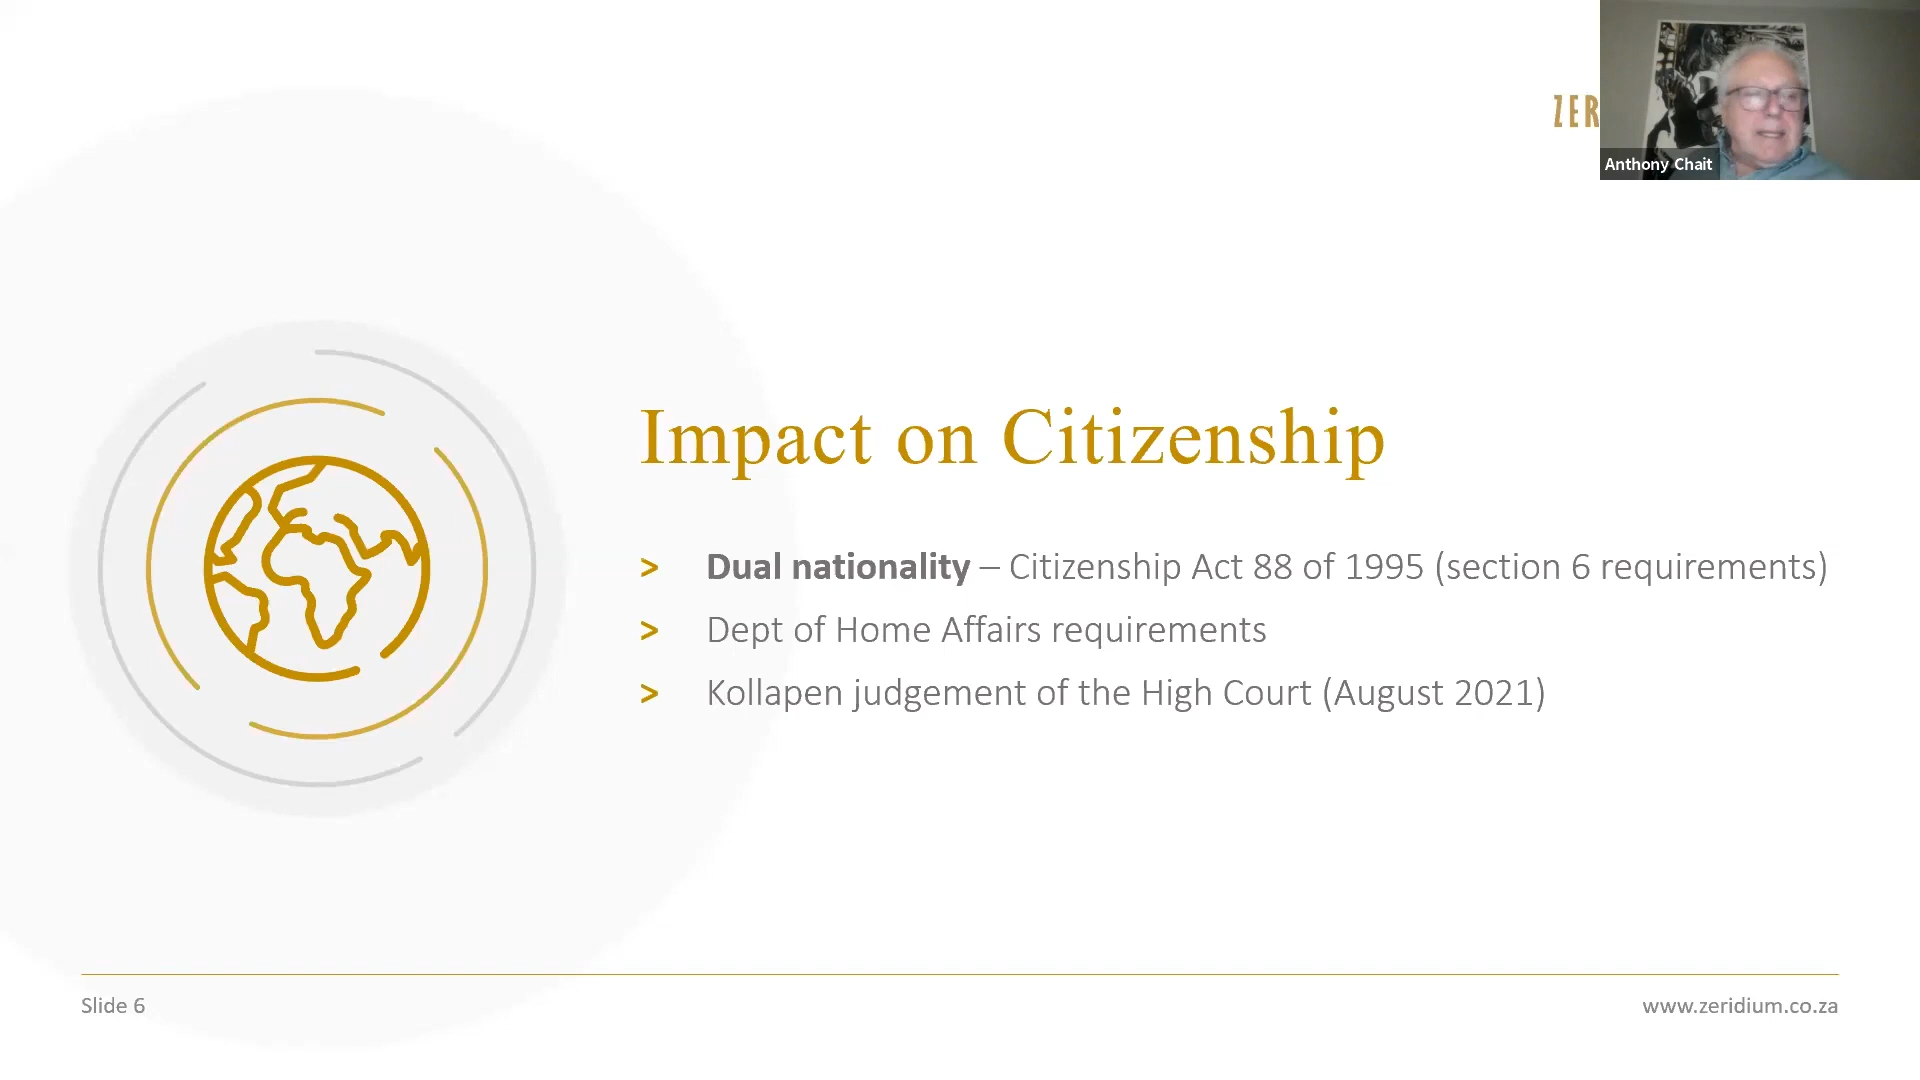 ZER
Anthony Chait
Impact on Citizenship
> Dual nationality – Citizenship Act 88 of 1995 (section 6 requirements)
> Dept of Home Affairs requirements
> Kollapen judgement of the High Court (August 2021)
Slide 6
www.zeridium.co.za